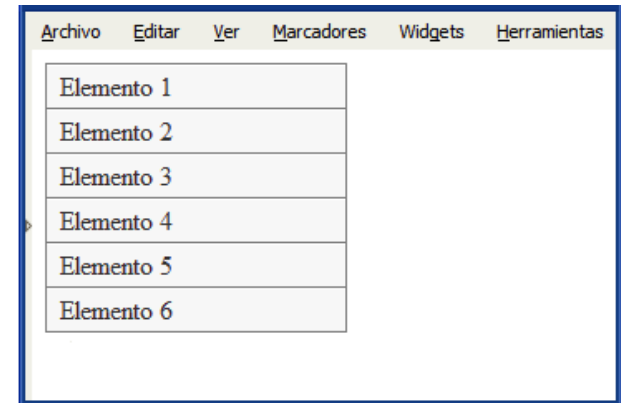 Archivo Editar Ver Marcadores Widgets Herramientas
Elemento 1
Elemento 2
Elemento 3
Elemento 4
Elemento 5
Elemento 6